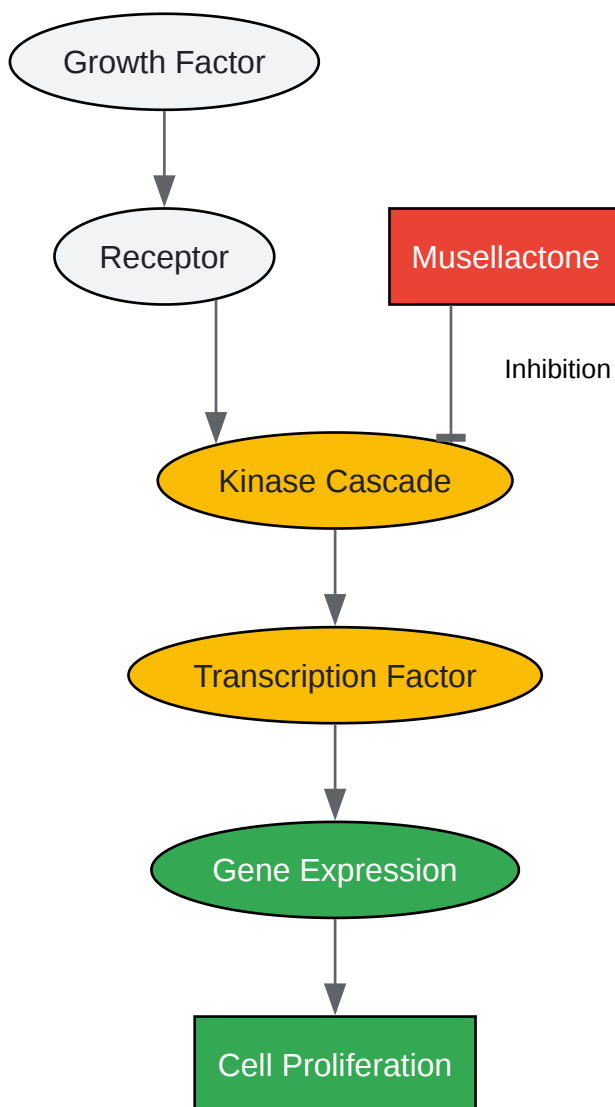 Growth Factor
Receptor
Musellactone
Inhibition
Kinase Cascade
Transcription Factor
Gene Expression
Cell Proliferation